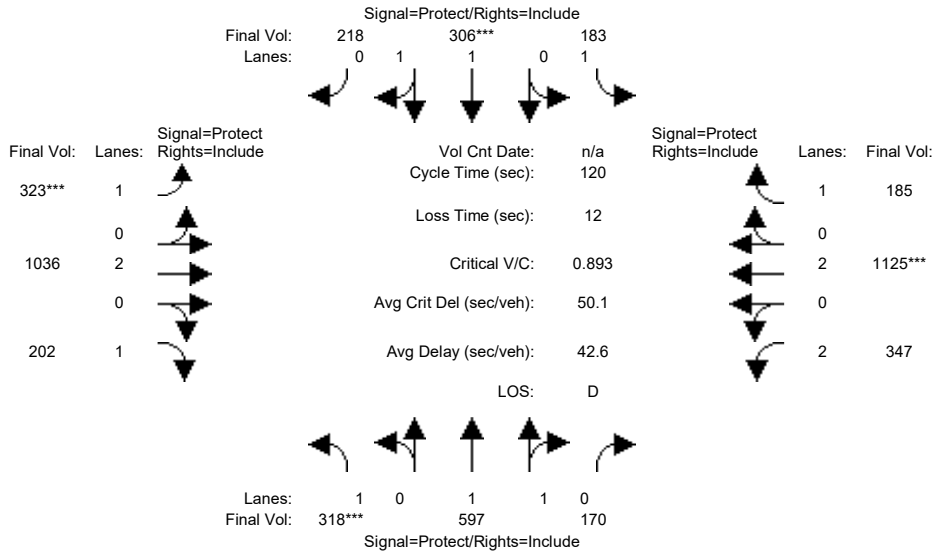 Signal=Protect/Rights=Include
Final Vol: 218 306*** 183
Lanes: 0 1 1 0 1
Signal=Protect
Final Vol: Lanes: Rights=Include
Vol Cnt Date: n/a
Signal=Protect
Rights=Include Lanes: Final Vol:
Cycle Time (sec): 120
323*** 1
1 185
Loss Time (sec): 12
0
0
1036 2
Critical V/C: 0.893
2 1125***
0
Avg Crit Del (sec/veh): 50.1
0
202 1
Avg Delay (sec/veh): 42.6
2 347
LOS: D
Lanes: 1 0 1 1 0
Final Vol: 318*** 597 170
Signal=Protect/Rights=Include